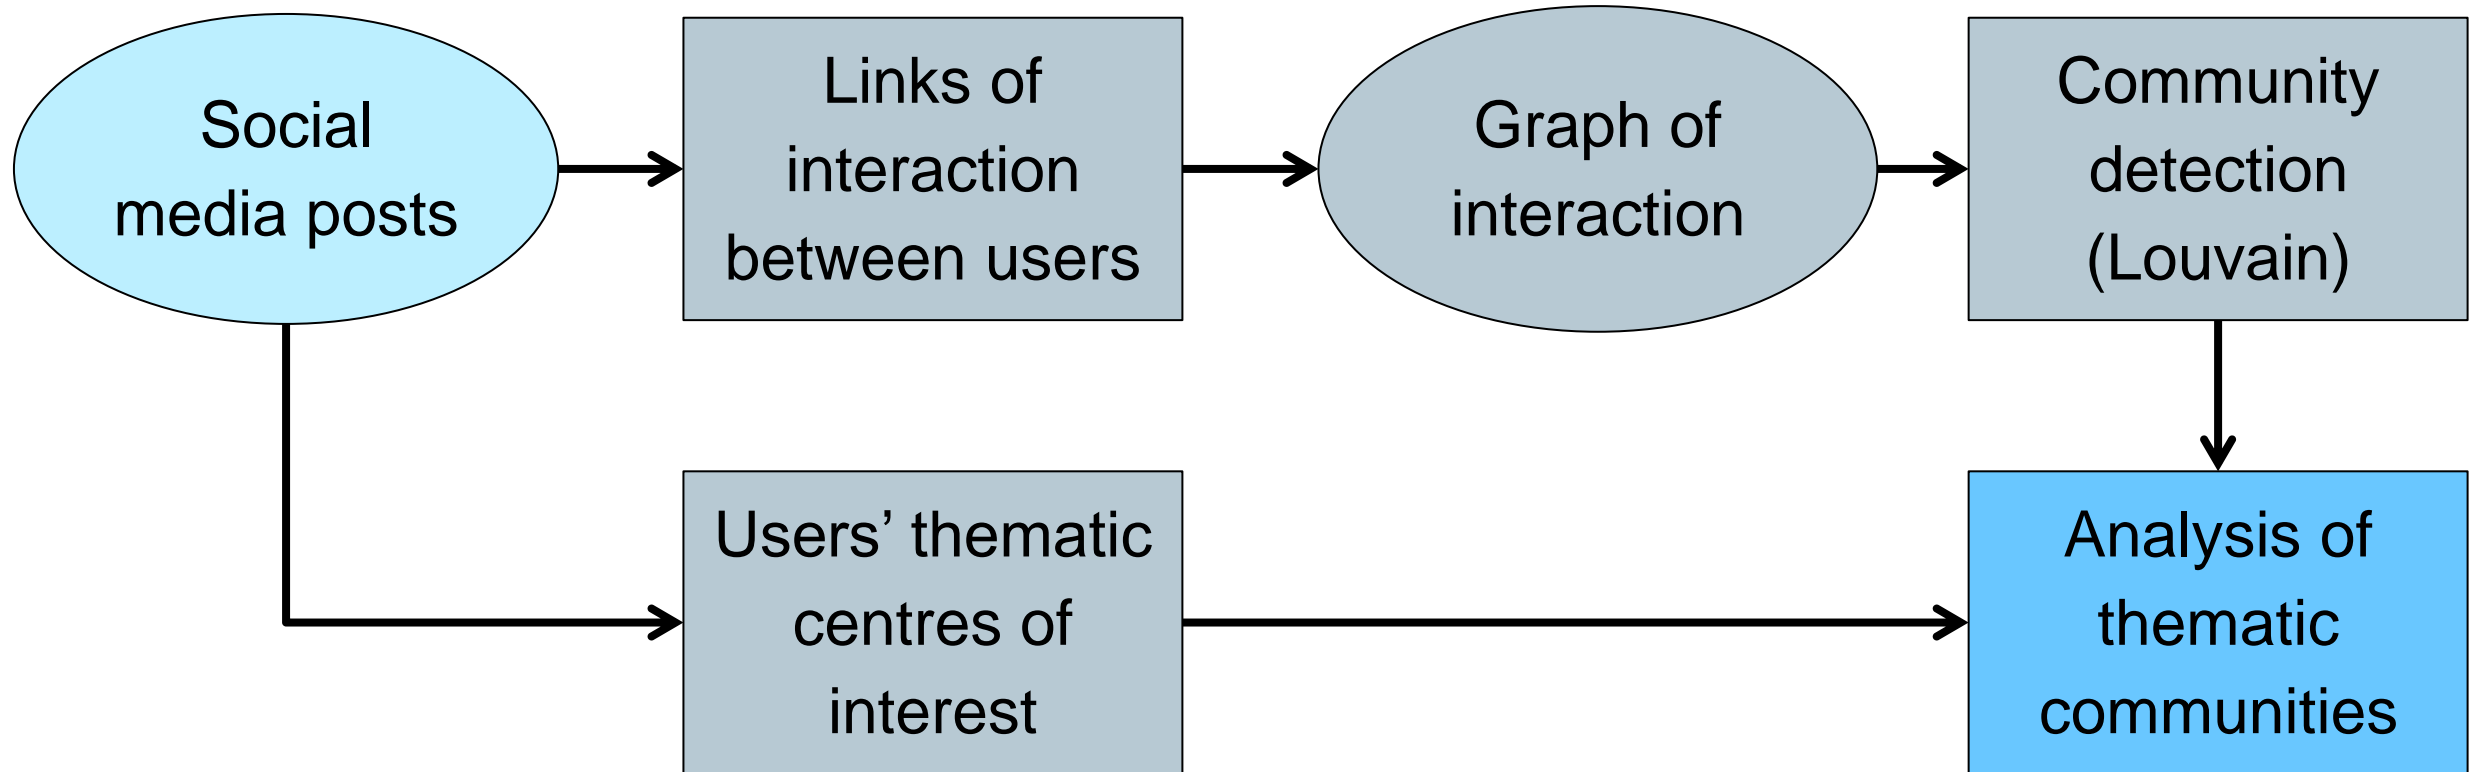 Social
media posts
Links of
interaction
between users
Graph of
interaction
Community
detection
(Louvain)
Users’ thematic
centres of
interest
Analysis of
thematic
communities